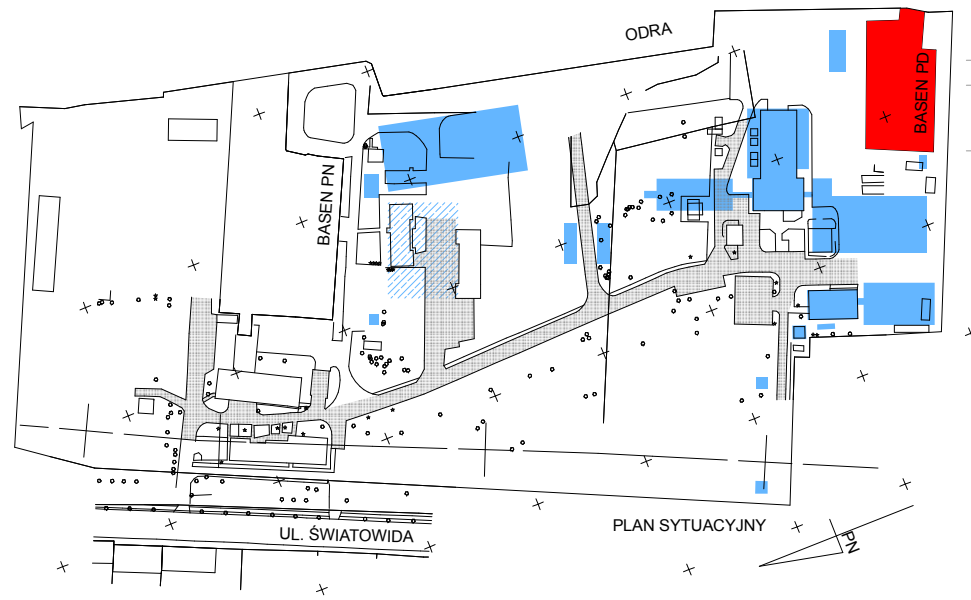 ODRA
BASEN PD
BASEN PN
UL. ŚWIATOWIDA
PLAN SYTUACYJNY
PN